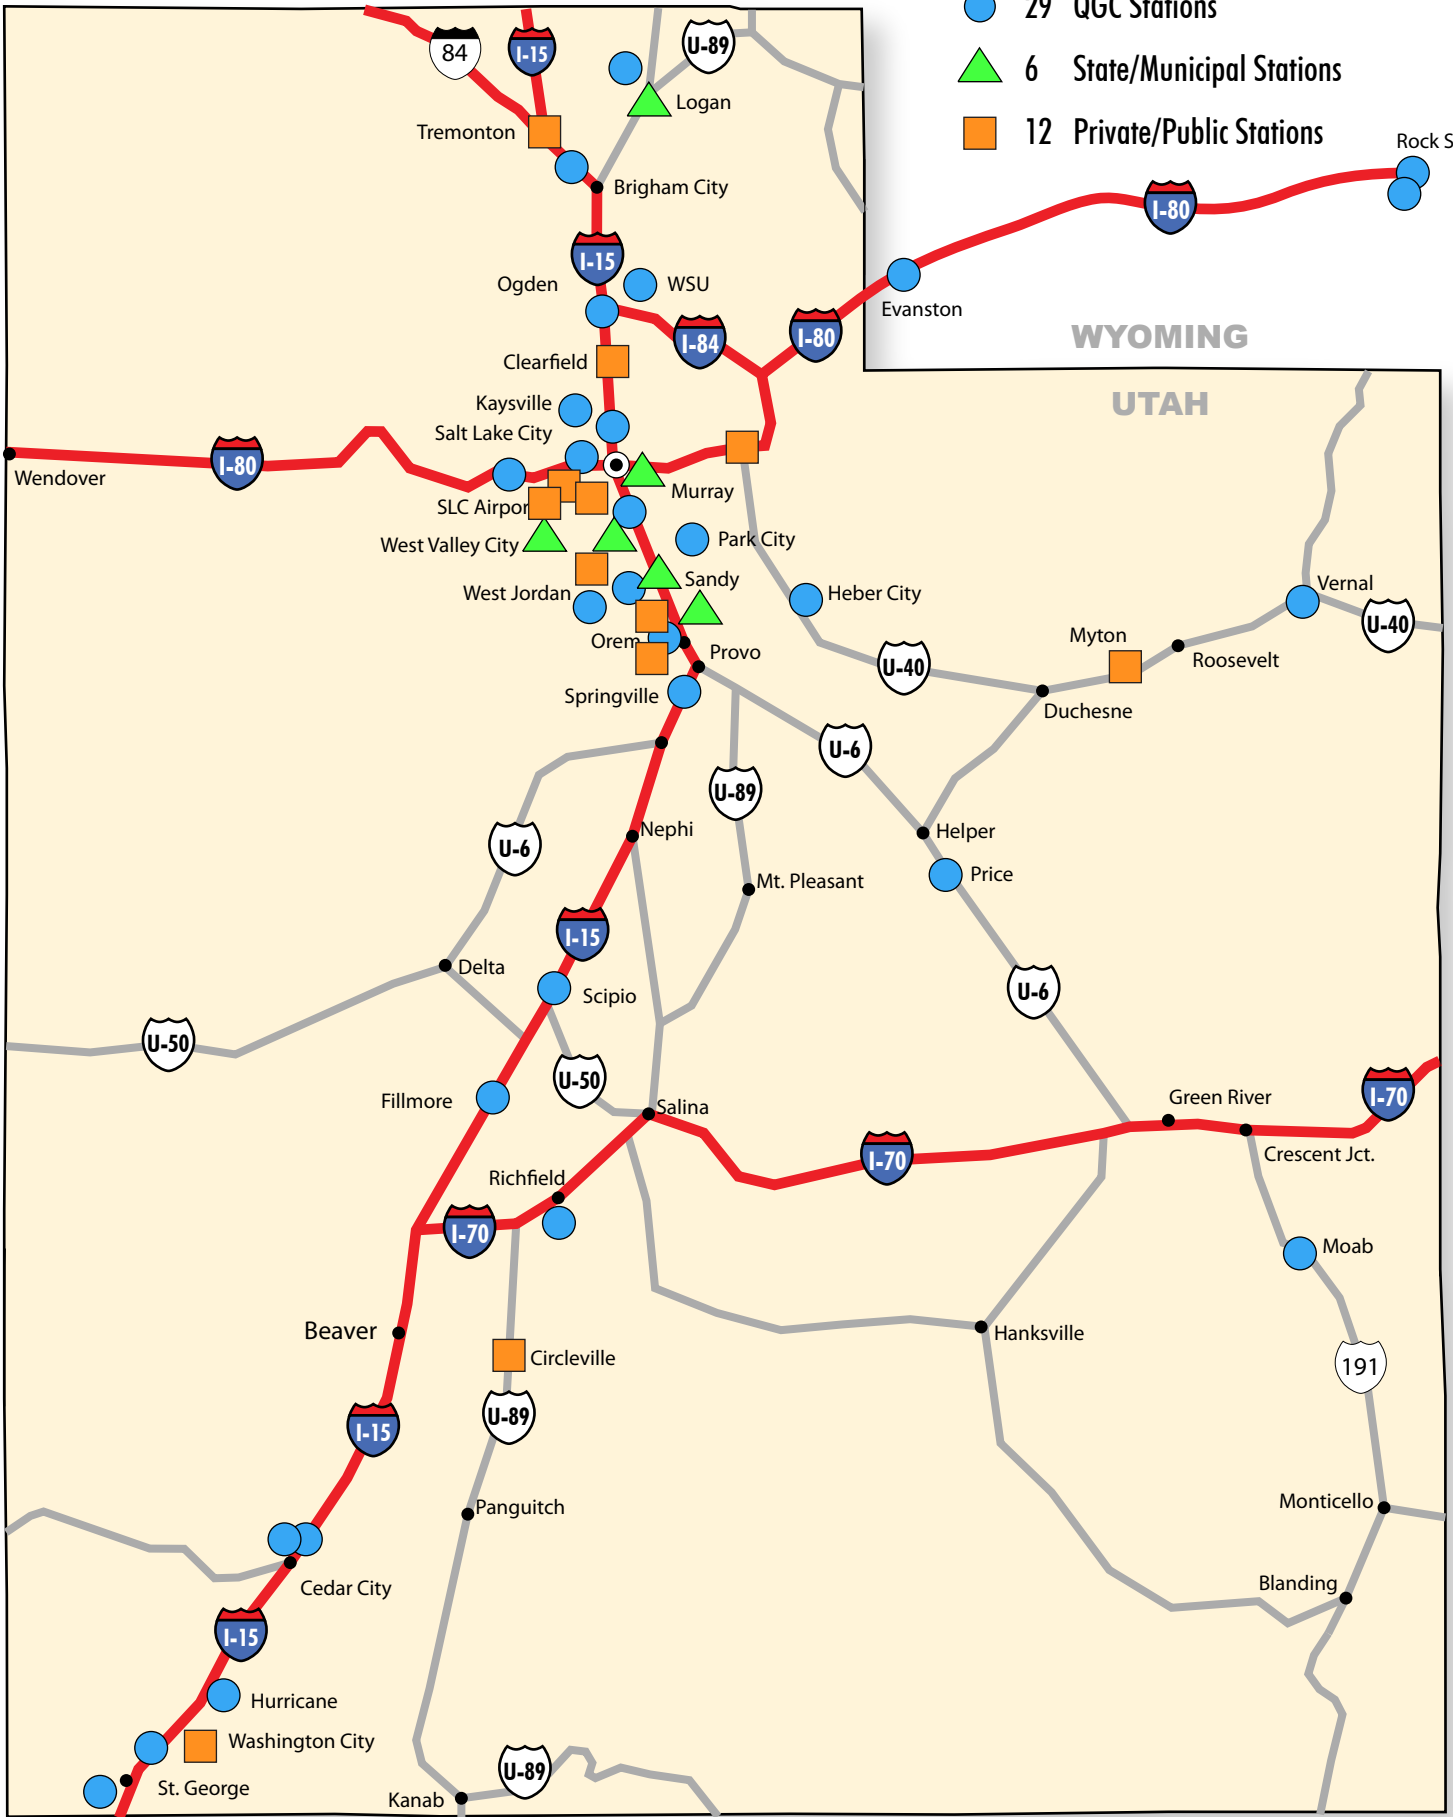 29 QGC Stations
84
I-15
U-89
6 State/Municipal Stations
Logan
Tremonton
12 Private/Public Stations
Rock S
Brigham City
I-80
I-15
Ogden
WSU
Evanston
I-84
I-80
WYOMING
Clearfield
UTAH
Kaysville
Salt Lake City
I-80
Wendover
Murray
SLC Airpor
Park City
West Valley City
Sandy
Vernal
West Jordan
Heber City
U-40
Orem
Myton
Provo
Roosevelt
U-40
Springville
Duchesne
U-6
U-89
Nephi
Helper
U-6
Price
Mt. Pleasant
I-15
Delta
Scipio
U-6
U-50
U-50
Fillmore
Salina
Green River
I-70
Crescent Jct.
I-70
Richfield
I-70
Moab
Beaver
Hanksville
Circleville
191
U-89
I-15
Panguitch
Monticello
Cedar City
Blanding
I-15
Hurricane
Washington City
U-89
St. George
Kanab